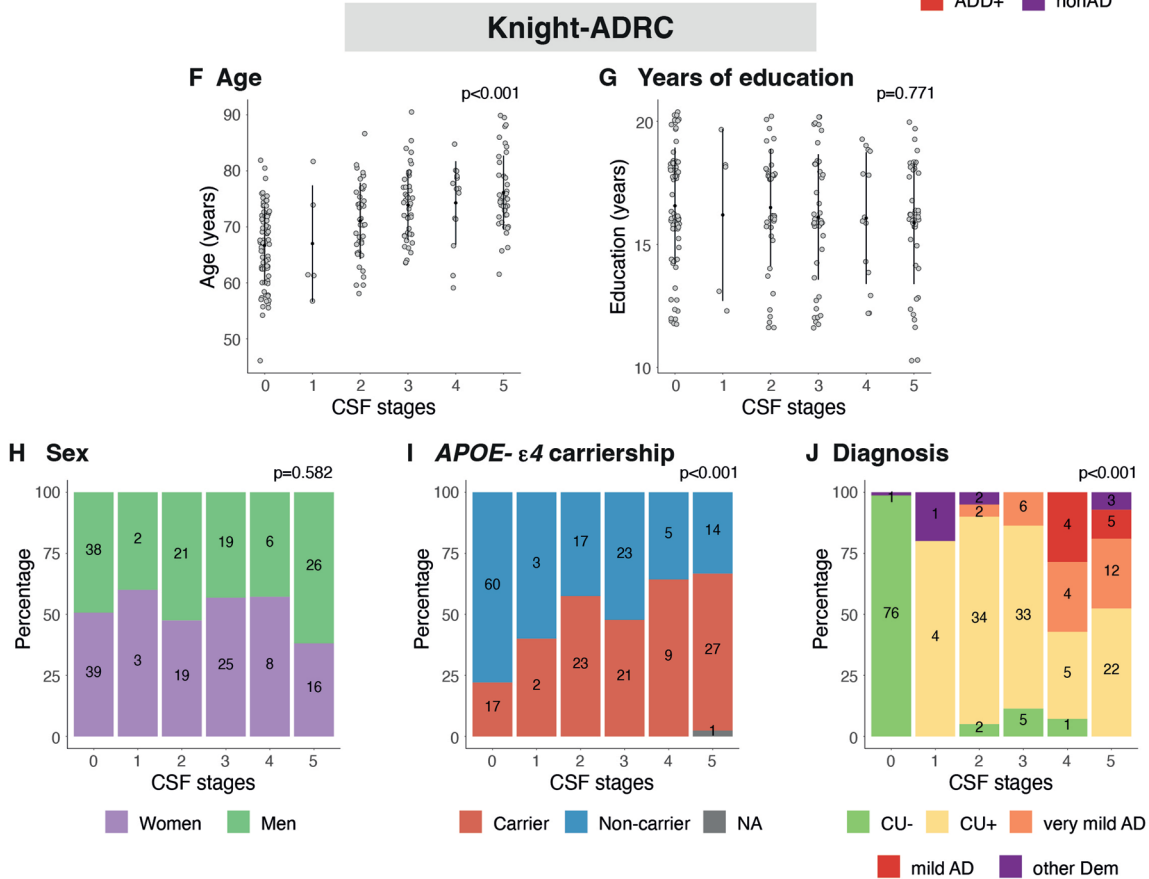 ADD+ nonAD
Knight-ADRC
F Age
p<0.001
Age (years)
90
80
70
60
50
0 1 2 3 4 5
CSF stages
G Years of education
p=0.771
Education (years)
20
15
10
0 1 2 3 4 5
CSF stages
H Sex
p=0.582
Percentage
100
75
50
25
0
38 2 21 19 6 26
39 3 19 25 8 16
0 1 2 3 4 5
CSF stages
Women Men
I APOE- ε4 carriership
p<0.001
Percentage
100
75
50
25
0
60 3 17 23 5 14
17 2 23 21 9 27
1
0 1 2 3 4 5
CSF stages
Carrier Non-carrier NA
J Diagnosis
p<0.001
Percentage
100
75
50
25
0
1 1 2 6 4 3
2 5
4 12
76 4 34 33 5 22
2 5 1
0 1 2 3 4 5
CSF stages
CU- CU+ very mild AD
mild AD other Dem